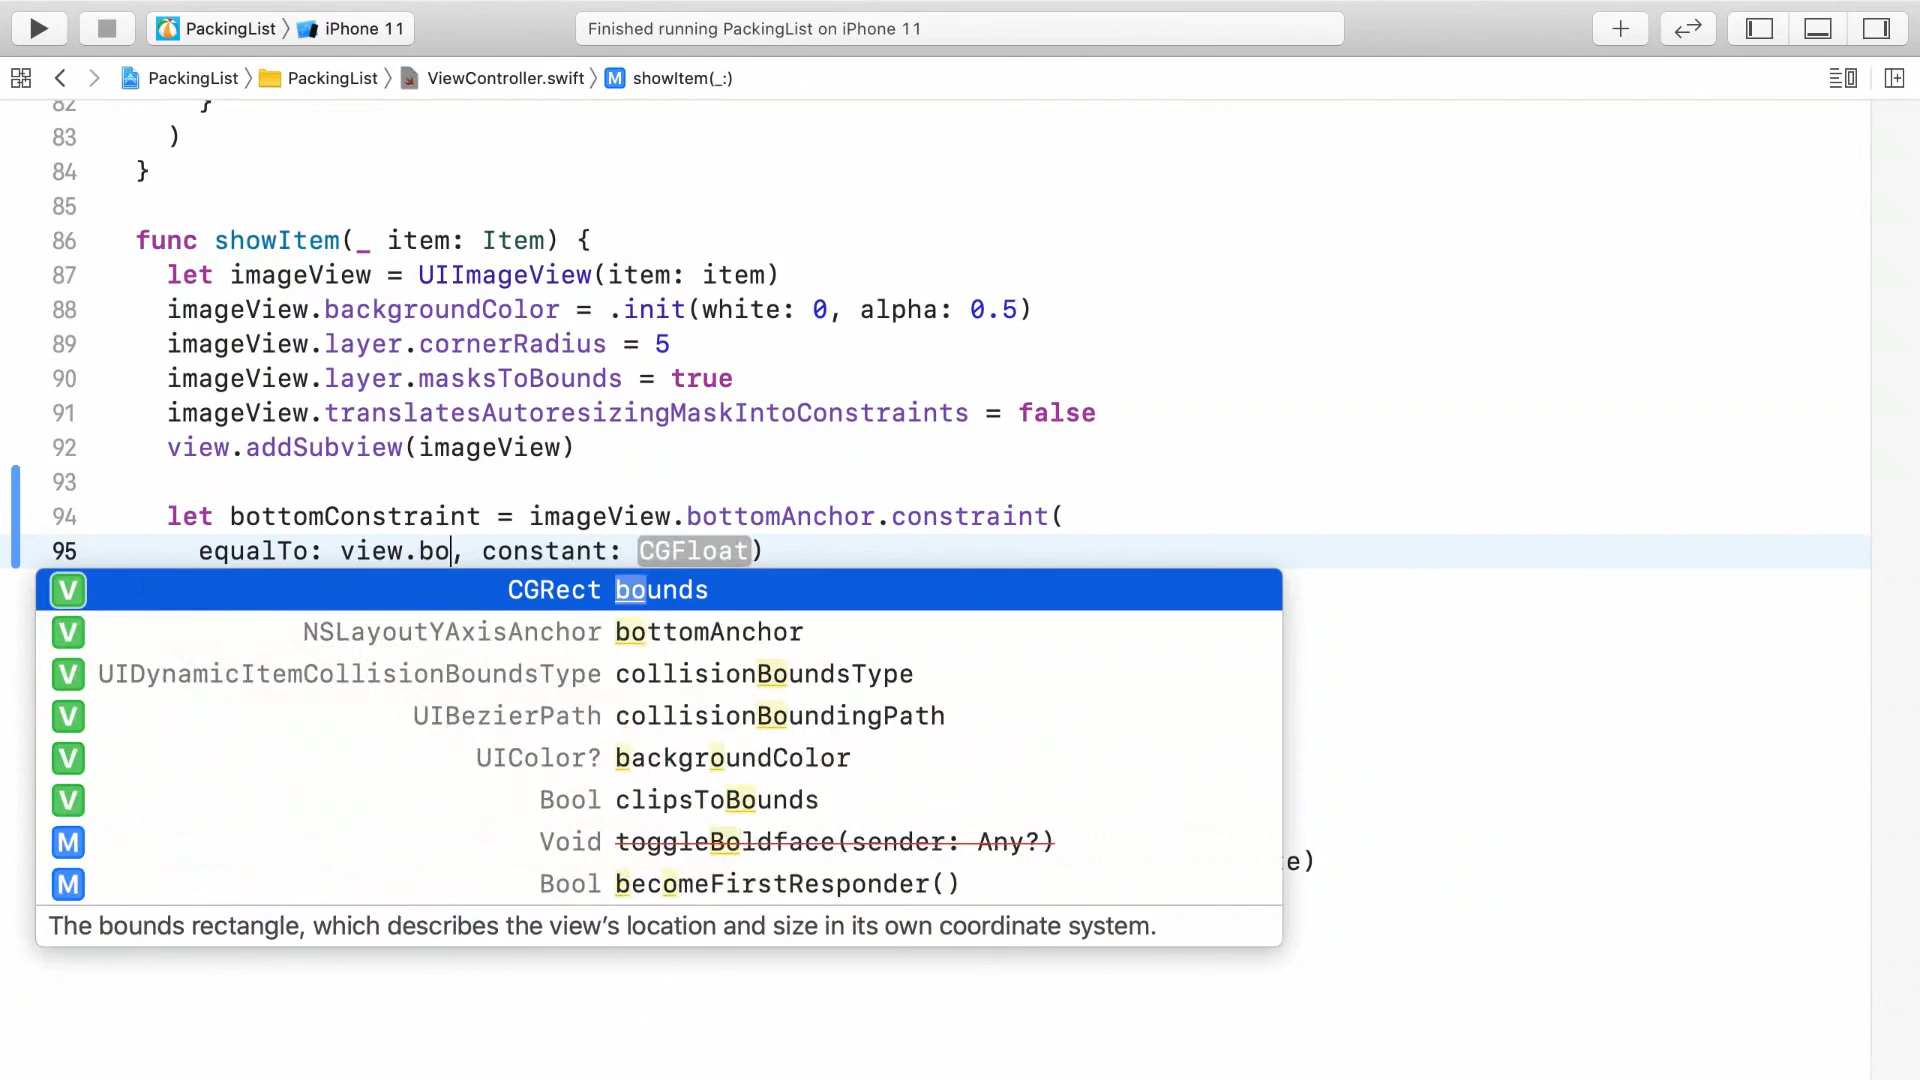 PackingList 〉 iPhone 11
Finished running PackingList on iPhone 11
PackingList 〉 PackingList 〉 ViewController.swift 〉 M showItem(_:)
82 }
83 )
84 }
85
86 func showItem(_ item: Item) {
87 let imageView = UIImageView(item: item)
88 imageView.backgroundColor = .init(white: 0, alpha: 0.5)
89 imageView.layer.cornerRadius = 5
90 imageView.layer.masksToBounds = true
91 imageView.translatesAutoresizingMaskIntoConstraints = false
92 view.addSubview(imageView)
93
94 let bottomConstraint = imageView.bottomAnchor.constraint(
95 equalTo: view.bo, constant: CGFloat)
V CGRect bounds
V NSLayoutYAxisAnchor bottomAnchor
V UIDynamicItemCollisionBoundsType collisionBoundsType
V UIBezierPath collisionBoundingPath
V UIColor? backgroundColor
V Bool clipsToBounds
M Void toggleBoldface(sender: Any?)
e)
M Bool becomeFirstResponder()
The bounds rectangle, which describes the view’s location and size in its own coordinate system.